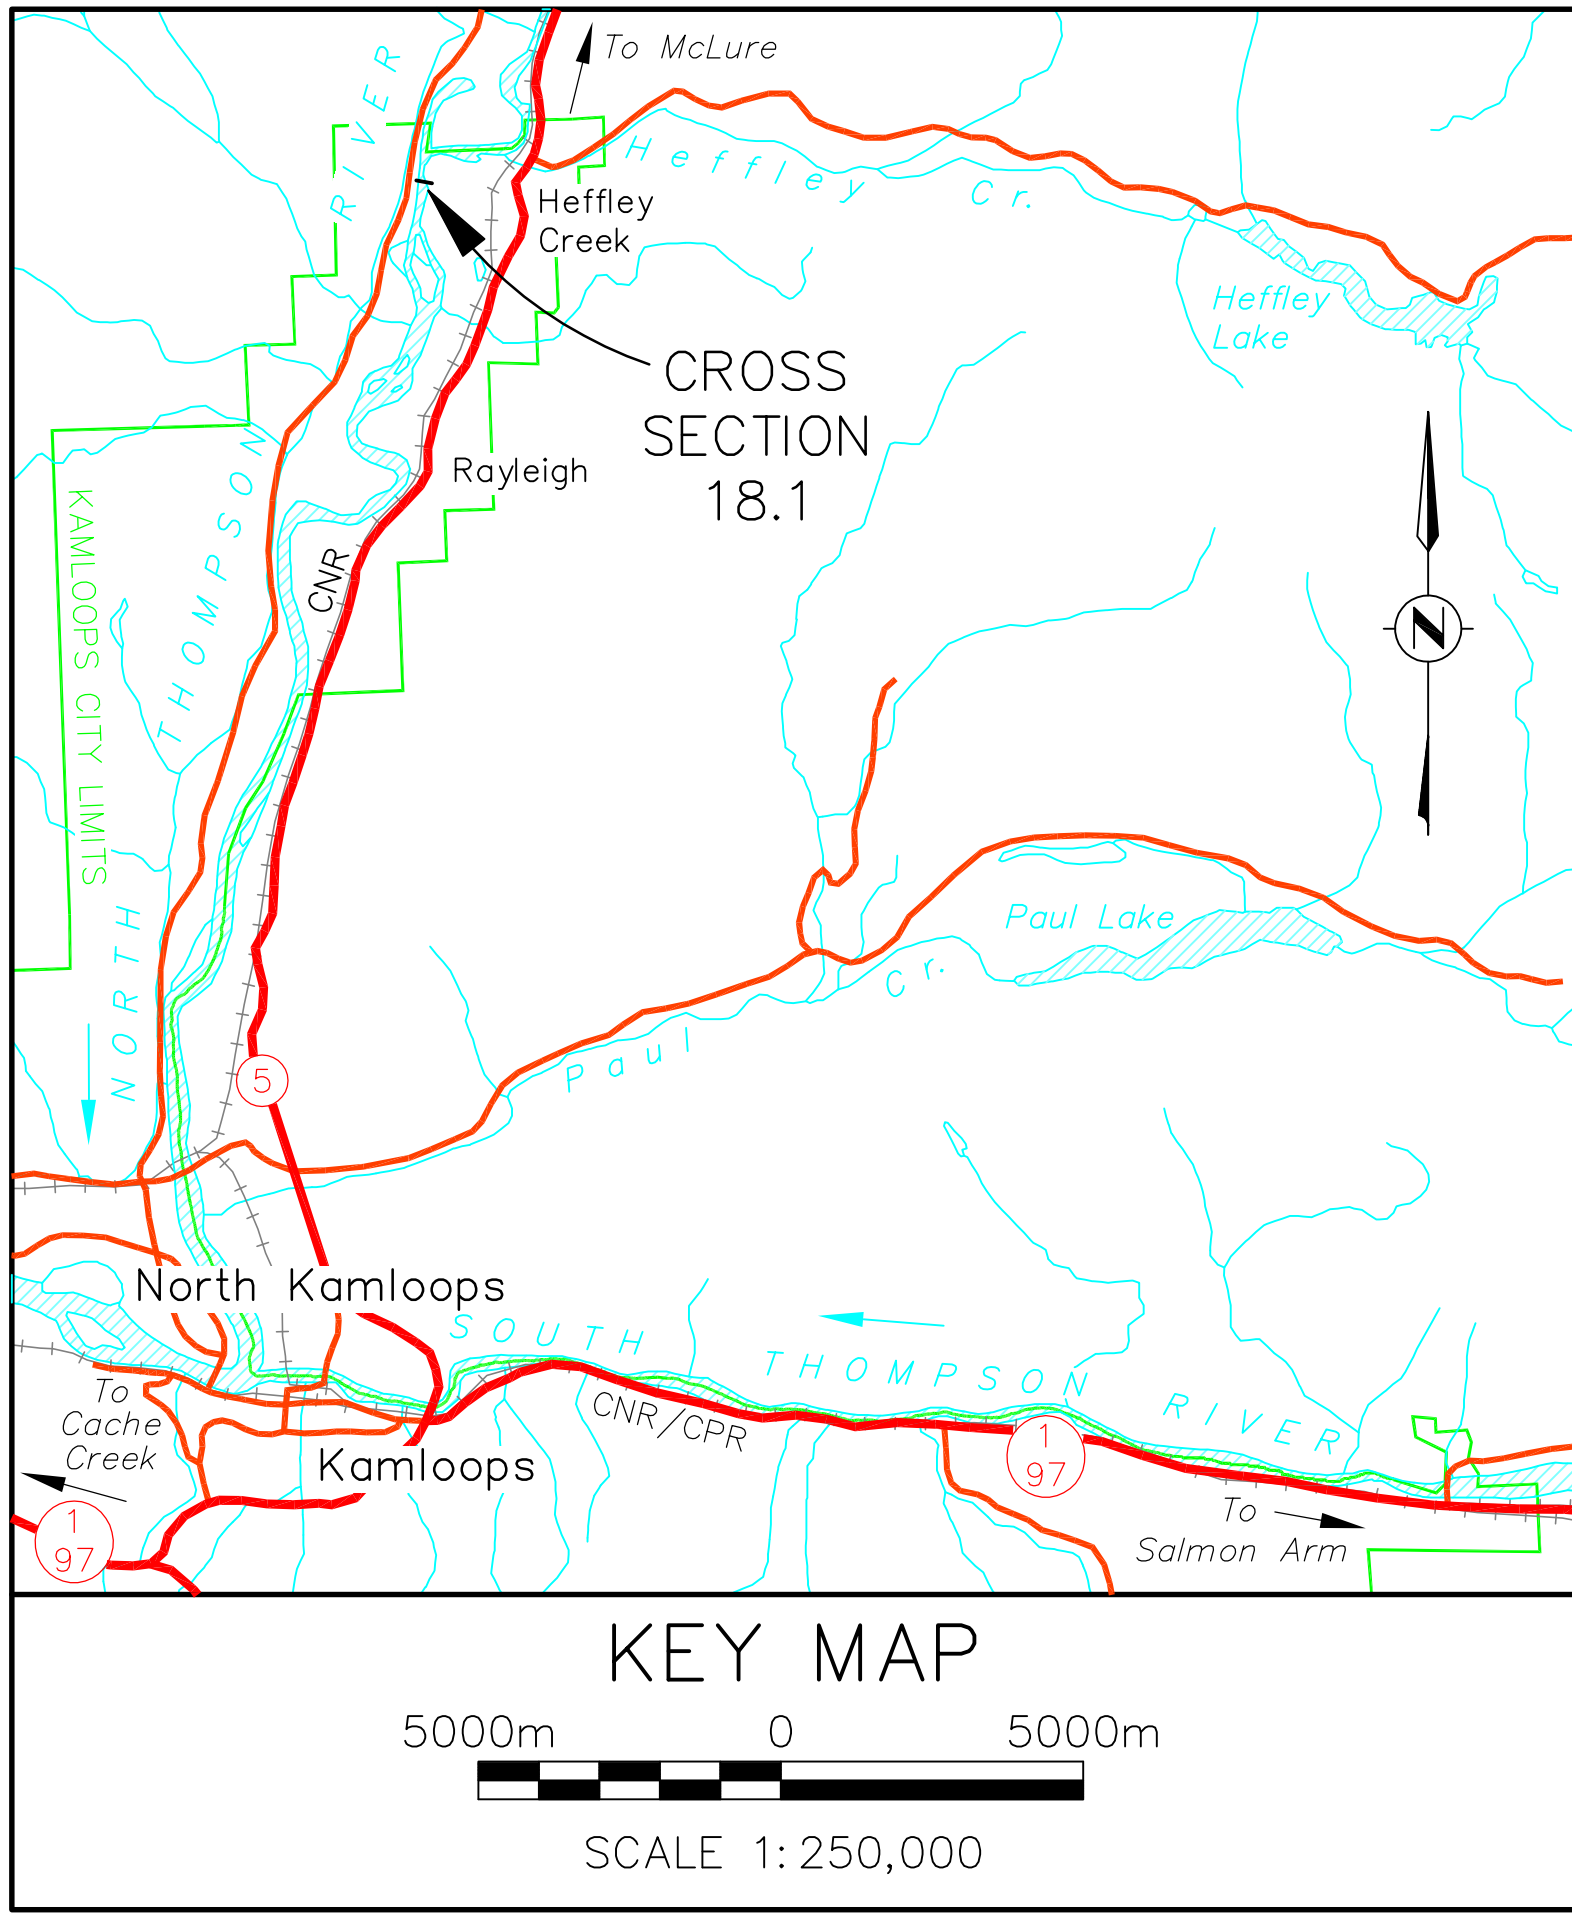 To McLure
RIVER
Heffley Cr.
Heffley
Creek
Heffley
Lake
CROSS
SECTION
18.1
Rayleigh
THOMPSON
KAMLOOPS CITY LIMITS
CNR
N
Paul Lake
NORTH
Paul Cr.
5
North Kamloops
SOUTH THOMPSON RIVER
To
Cache
Creek
CNR/CPR
Kamloops
1
97
To
Salmon Arm
1
97
KEY MAP
5000m 0 5000m
SCALE 1:250,000